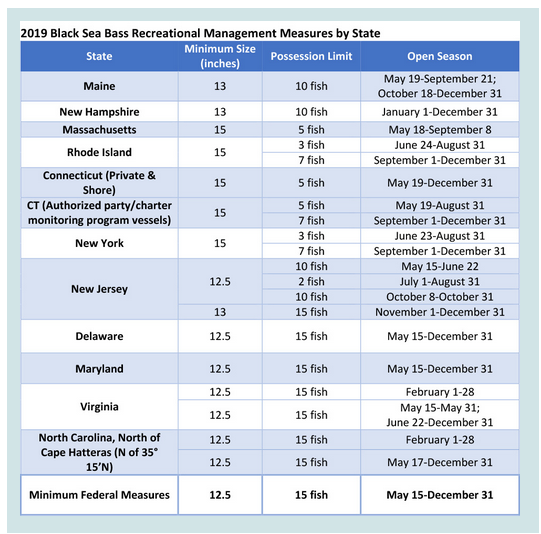 2019 Black Sea Bass Recreational Management Measures by State
State Minimum Size (inches) Possession Limit Open Season
Maine 13 10 fish May 19-September 21;
October 18-December 31
New Hampshire 13 10 fish January 1-December 31
Massachusetts 15 5 fish May 18-September 8
Rhode Island 15 3 fish June 24-August 31
7 fish September 1-December 31
Connecticut (Private &
Shore) 15 5 fish May 19-December 31
CT (Authorized party/charter
monitoring program vessels) 15 5 fish May 19-August 31
7 fish September 1-December 31
New York 15 3 fish June 23-August 31
7 fish September 1-December 31
New Jersey 12.5 10 fish May 15-June 22
2 fish July 1-August 31
10 fish October 8-October 31
13 15 fish November 1-December 31
Delaware 12.5 15 fish May 15-December 31
Maryland 12.5 15 fish May 15-December 31
Virginia 12.5 15 fish February 1-28
12.5 15 fish May 15-May 31;
June 22-December 31
North Carolina, North of
Cape Hatteras (N of 35°
15’N) 12.5 15 fish February 1-28
12.5 15 fish May 17-December 31
Minimum Federal Measures 12.5 15 fish May 15-December 31